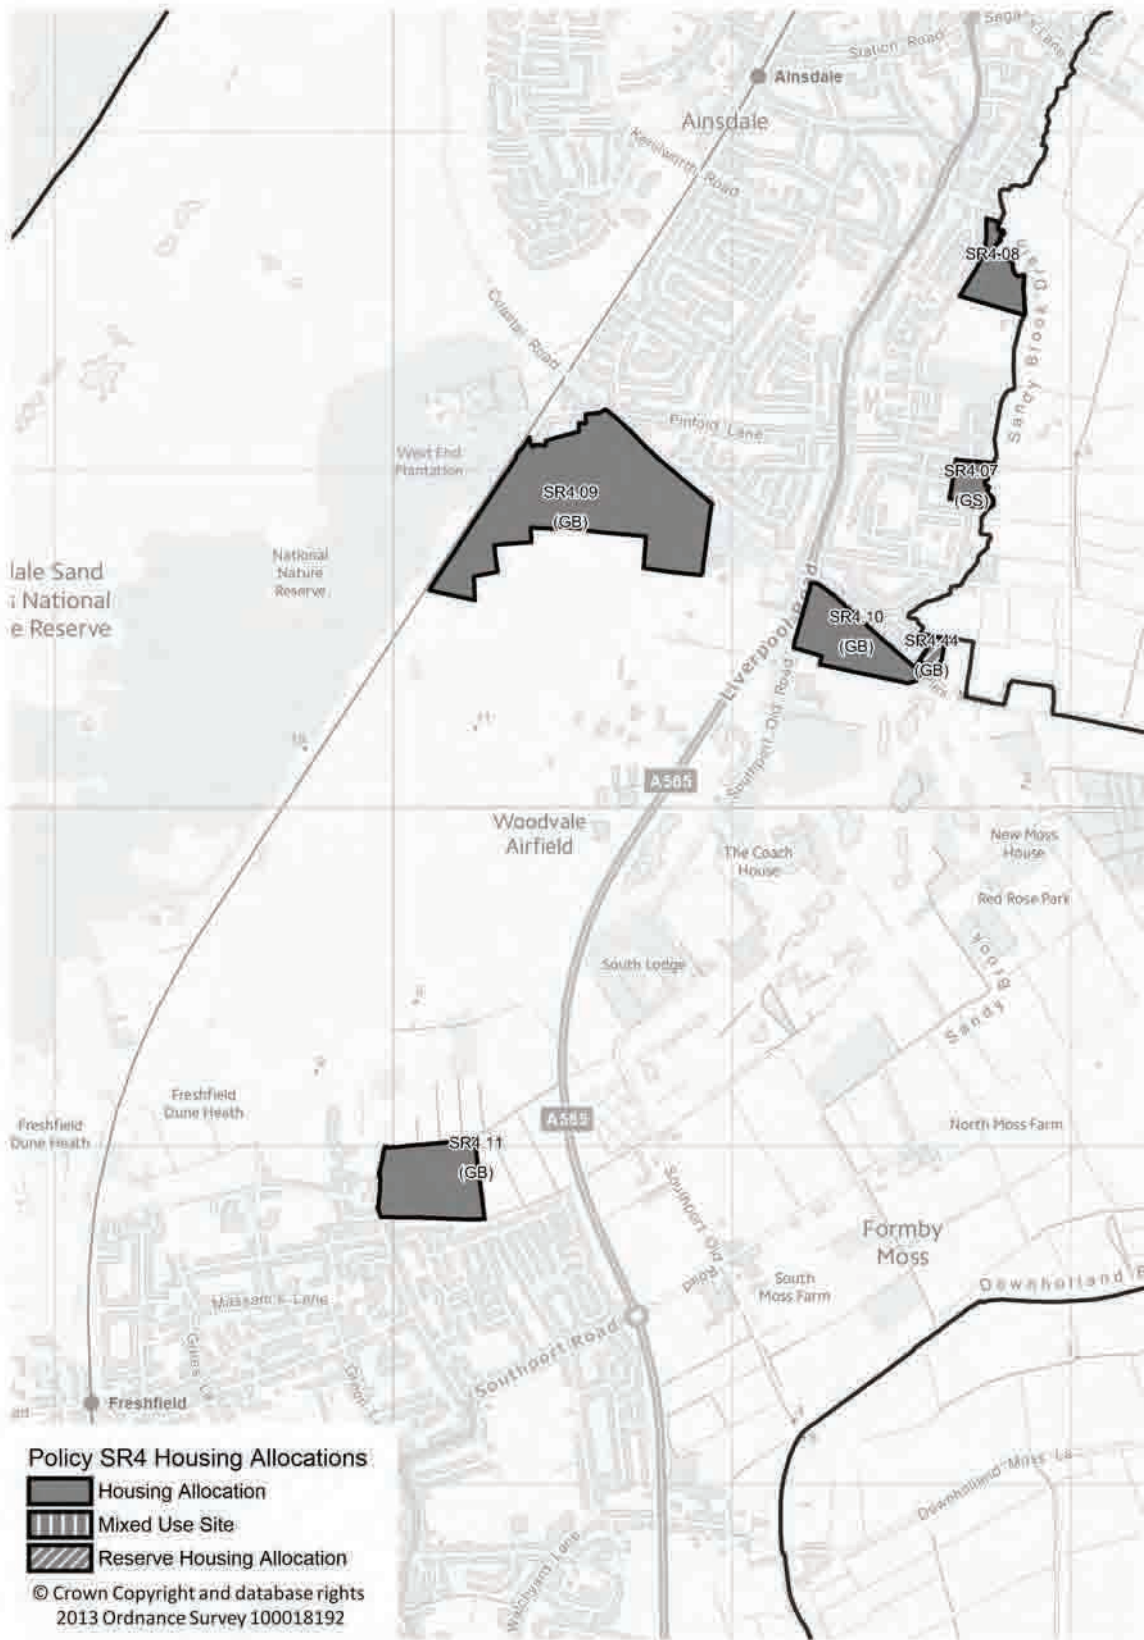 Station Road
Ainsdale
Ainsdale
Kenilworth Road
SR4.08
Coastal Road
Sandy Brook
Pinfold Lane
West End
Plantation
SR4.07
(GS)
SR4.09
(GB)
National
Nature
Reserve
dale Sand
National
e Reserve
SR4.10
(GB)
SR4.44
(GB)
Liverpool Road
Southport Old Road
A565
Woodvale
Airfield
The Coach
House
New Moss
House
Red Rose Park
South Lodge
Sandy Brook
Freshfield
Dune Heath
Freshfield
Dune Heath
A565
North Moss Farm
SR4.11
(GB)
Southport Old Road
Formby
Moss
South
Moss Farm
Downholland
Massam's Lane
Southport Road
Freshfield
Downholland Moss La
Policy SR4 Housing Allocations
Housing Allocation
Mixed Use Site
Reserve Housing Allocation
© Crown Copyright and database rights
2013 Ordnance Survey 100018192